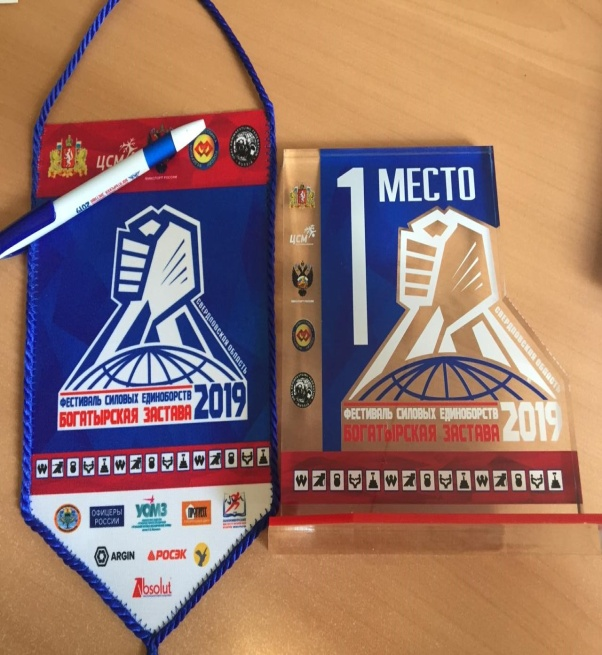 ЦСМ
СВЕРДЛОВСКАЯ ОБЛАСТЬ
ФЕСТИВАЛЬ СИЛОВЫХ ЕДИНОБОРСТВ
БОГАТЫРСКАЯ ЗАСТАВА 2019
ОФИЦЕРЫ
РОССИИ
УОМЗ
ARGIN
РОСЭК
Absolut
1 МЕСТО
ЦСМ
СВЕРДЛОВСКАЯ ОБЛАСТЬ
ФЕСТИВАЛЬ СИЛОВЫХ ЕДИНОБОРСТВ
БОГАТЫРСКАЯ ЗАСТАВА 2019